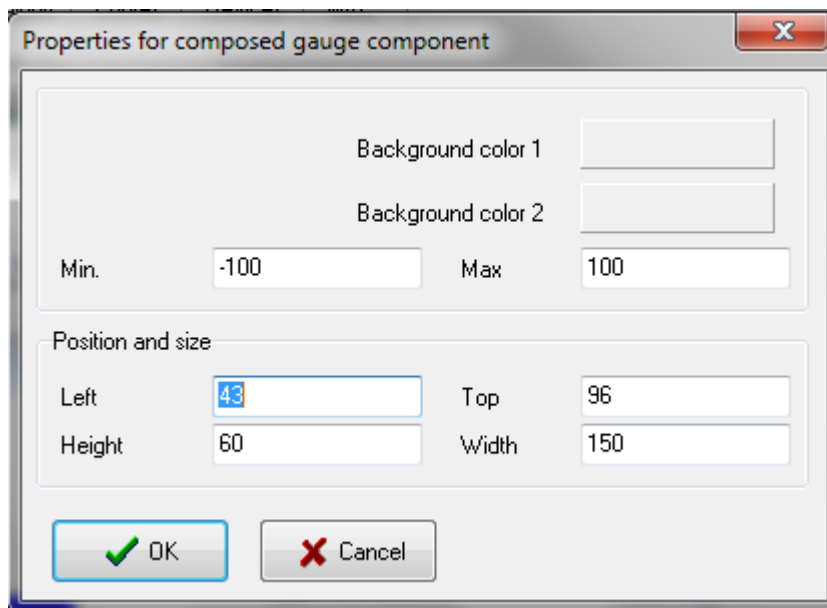 Properties for composed gauge component
Background color 1
Background color 2
Min. -100 Max 100
Position and size
Left 43 Top 96
Height 60 Width 150
OK Cancel